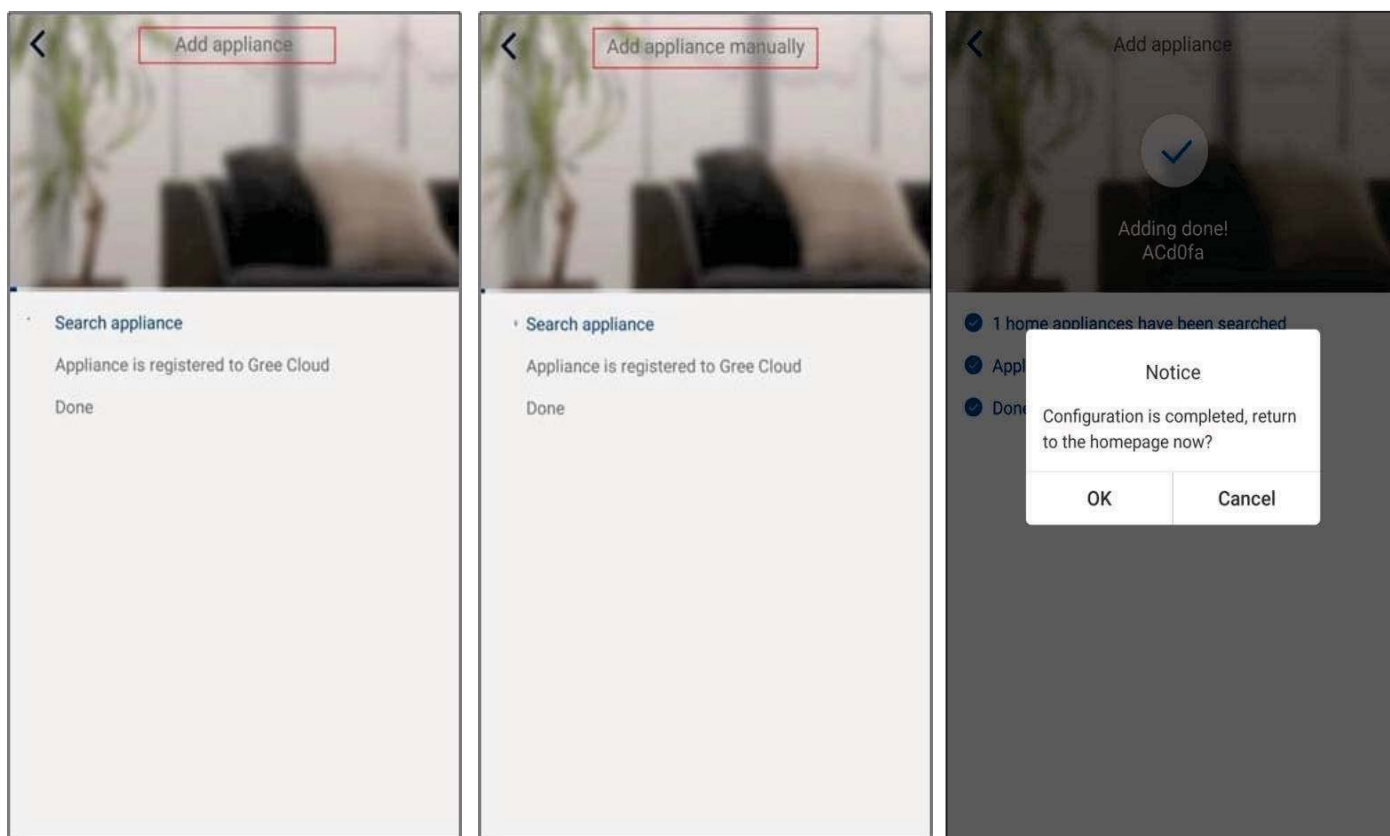 Add appliance
Search appliance
Appliance is registered to Gree Cloud
Done
Add appliance manually
Search appliance
Appliance is registered to Gree Cloud
Done
Add appliance
Adding done!
ACd0fa
1 home appliances have been searched
Appl
Done
Notice
Configuration is completed, return
to the homepage now?
OK
Cancel